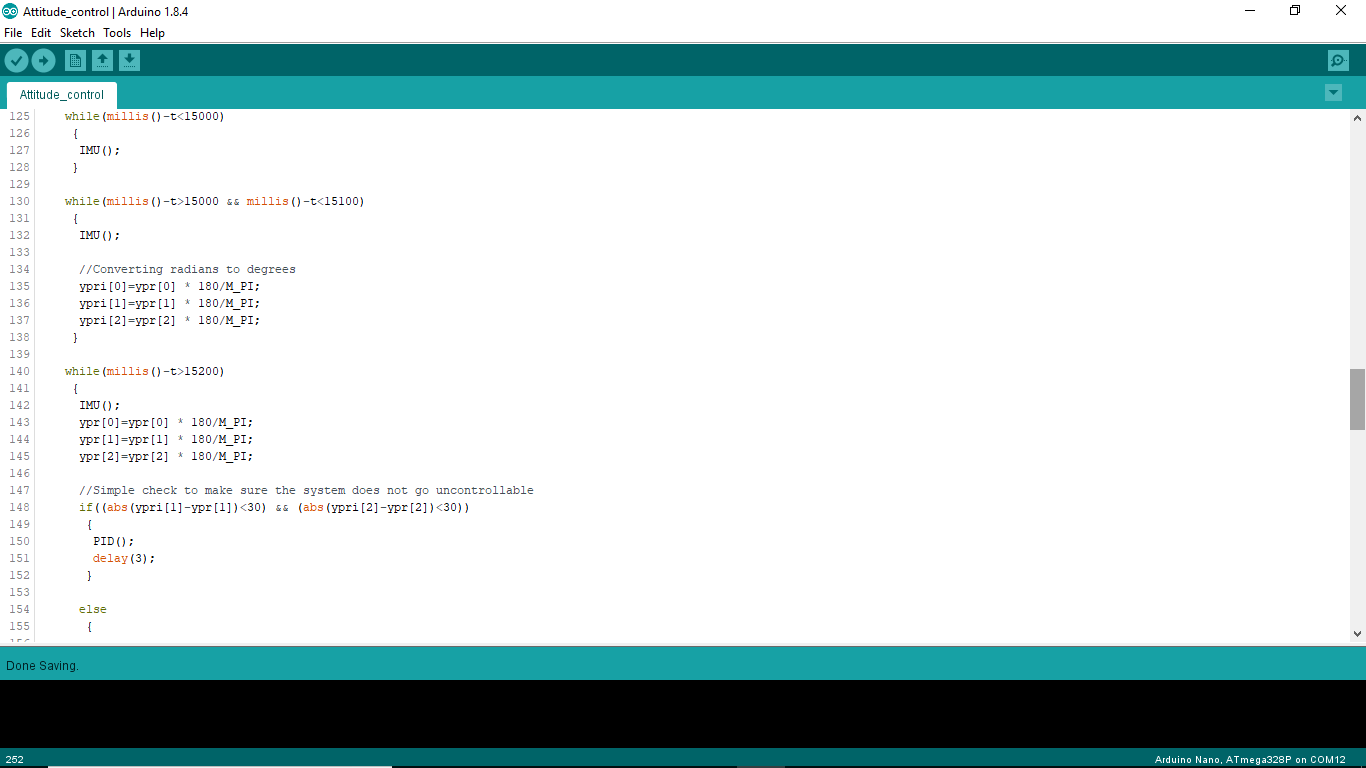 Attitude_control | Arduino 1.8.4
File Edit Sketch Tools Help
Attitude_control
125 while(millis()-t<15000)
126 {
127 IMU();
128 }
129
130 while(millis()-t>15000 && millis()-t<15100)
131 {
132 IMU();
133
134 //Converting radians to degrees
135 ypri[0]=ypr[0] * 180/M_PI;
136 ypri[1]=ypr[1] * 180/M_PI;
137 ypri[2]=ypr[2] * 180/M_PI;
138 }
139
140 while(millis()-t>15200)
141 {
142 IMU();
143 ypr[0]=ypr[0] * 180/M_PI;
144 ypr[1]=ypr[1] * 180/M_PI;
145 ypr[2]=ypr[2] * 180/M_PI;
146
147 //Simple check to make sure the system does not go uncontrollable
148 if((abs(ypri[1]-ypr[1])<30) && (abs(ypri[2]-ypr[2])<30))
149 {
150 PID();
151 delay(3);
152 }
153
154 else
155 {
Done Saving.
252
Arduino Nano, ATmega328P on COM12